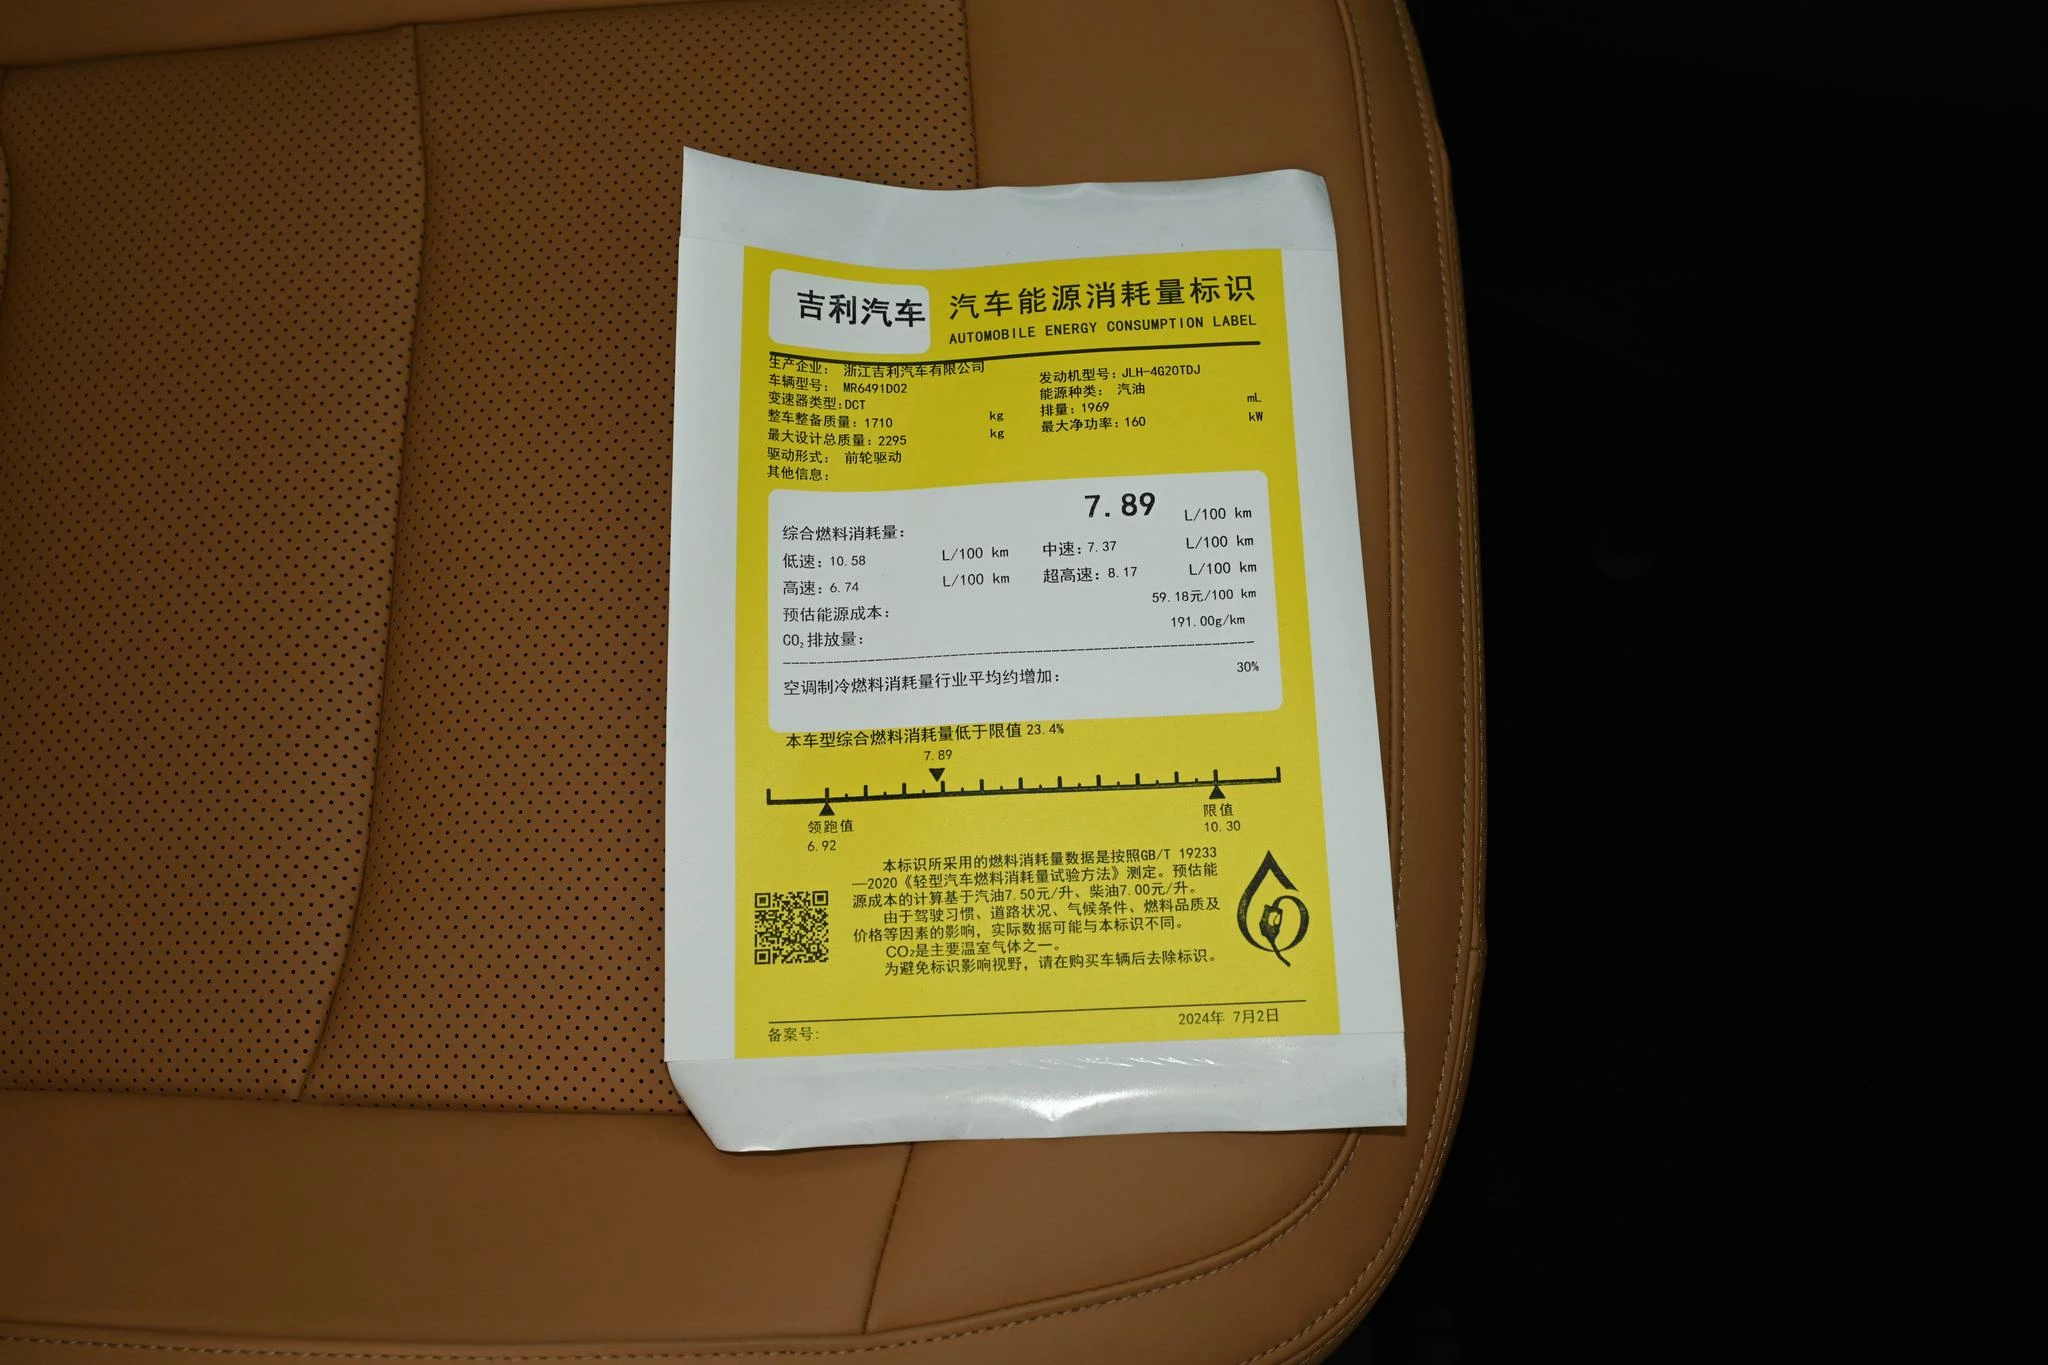 吉利汽车 汽车能源消耗量标识
AUTOMOBILE ENERGY CONSUMPTION LABEL
生产企业: 浙江吉利汽车有限公司
车辆型号: MR6491D02
变速器类型:DCT
整车整备质量: 1710 kg
最大设计总质量: 2295 kg
驱动形式: 前轮驱动
其他信息:
发动机型号: JLH-4G20TDJ
能源种类: 汽油
排量: 1969 mL
最大净功率: 160 kW
综合燃料消耗量: 7.89 L/100 km
低速: 10.58 L/100 km 中速: 7.37 L/100 km
高速: 6.74 L/100 km 超高速: 8.17 L/100 km
预估能源成本: 59.18元/100 km
CO₂排放量: 191.00g/km
空调制冷燃料消耗量行业平均约增加: 30%
本车型综合燃料消耗量低于限值 23.4%
7.89
领跑值 限值
6.92 10.30
本标识所采用的燃料消耗量数据是按照GB/T 19233
—2020《轻型汽车燃料消耗量试验方法》测定。预估能
源成本的计算基于汽油7.50元/升、柴油7.00元/升。
由于驾驶习惯、道路状况、气候条件、燃料品质及
价格等因素的影响,实际数据可能与本标识不同。
CO₂是主要温室气体之一。
为避免标识影响视野,请在购买车辆后去除标识。
备案号: 2024年 7月2日